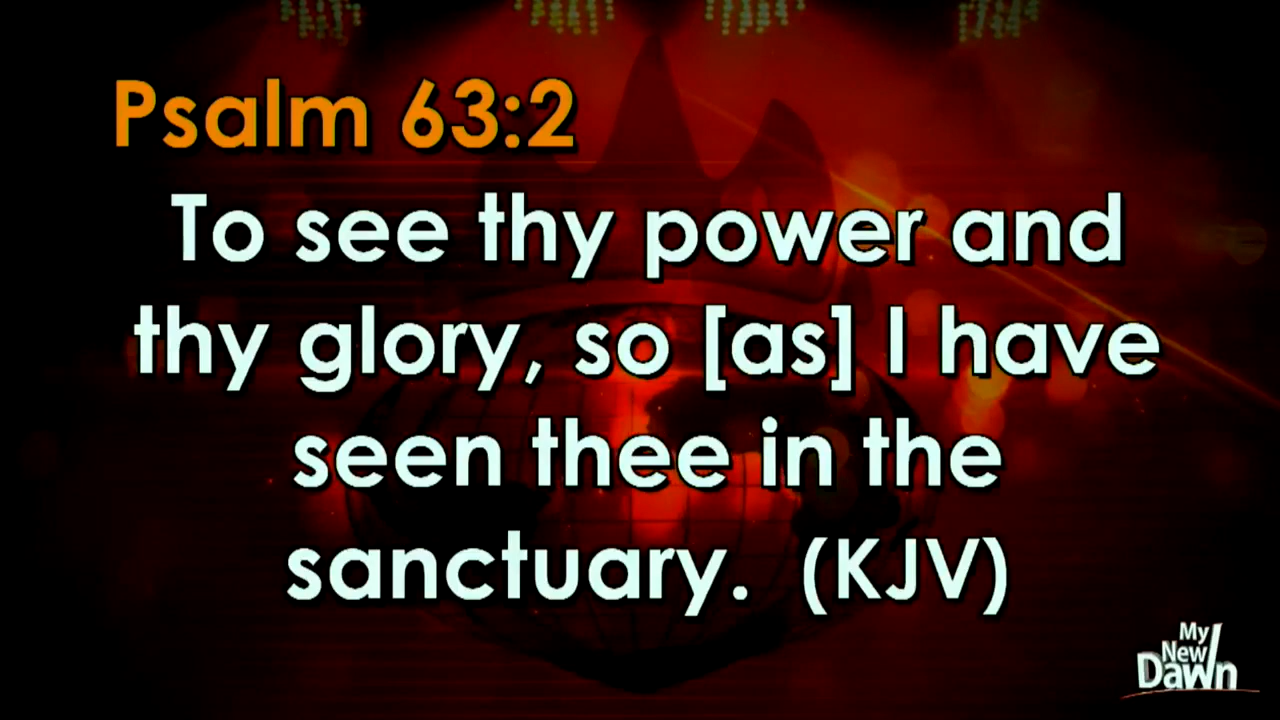 Psalm 63:2
To see thy power and
thy glory, so [as] I have
seen thee in the
sanctuary. (KJV)
My
New
Dawn